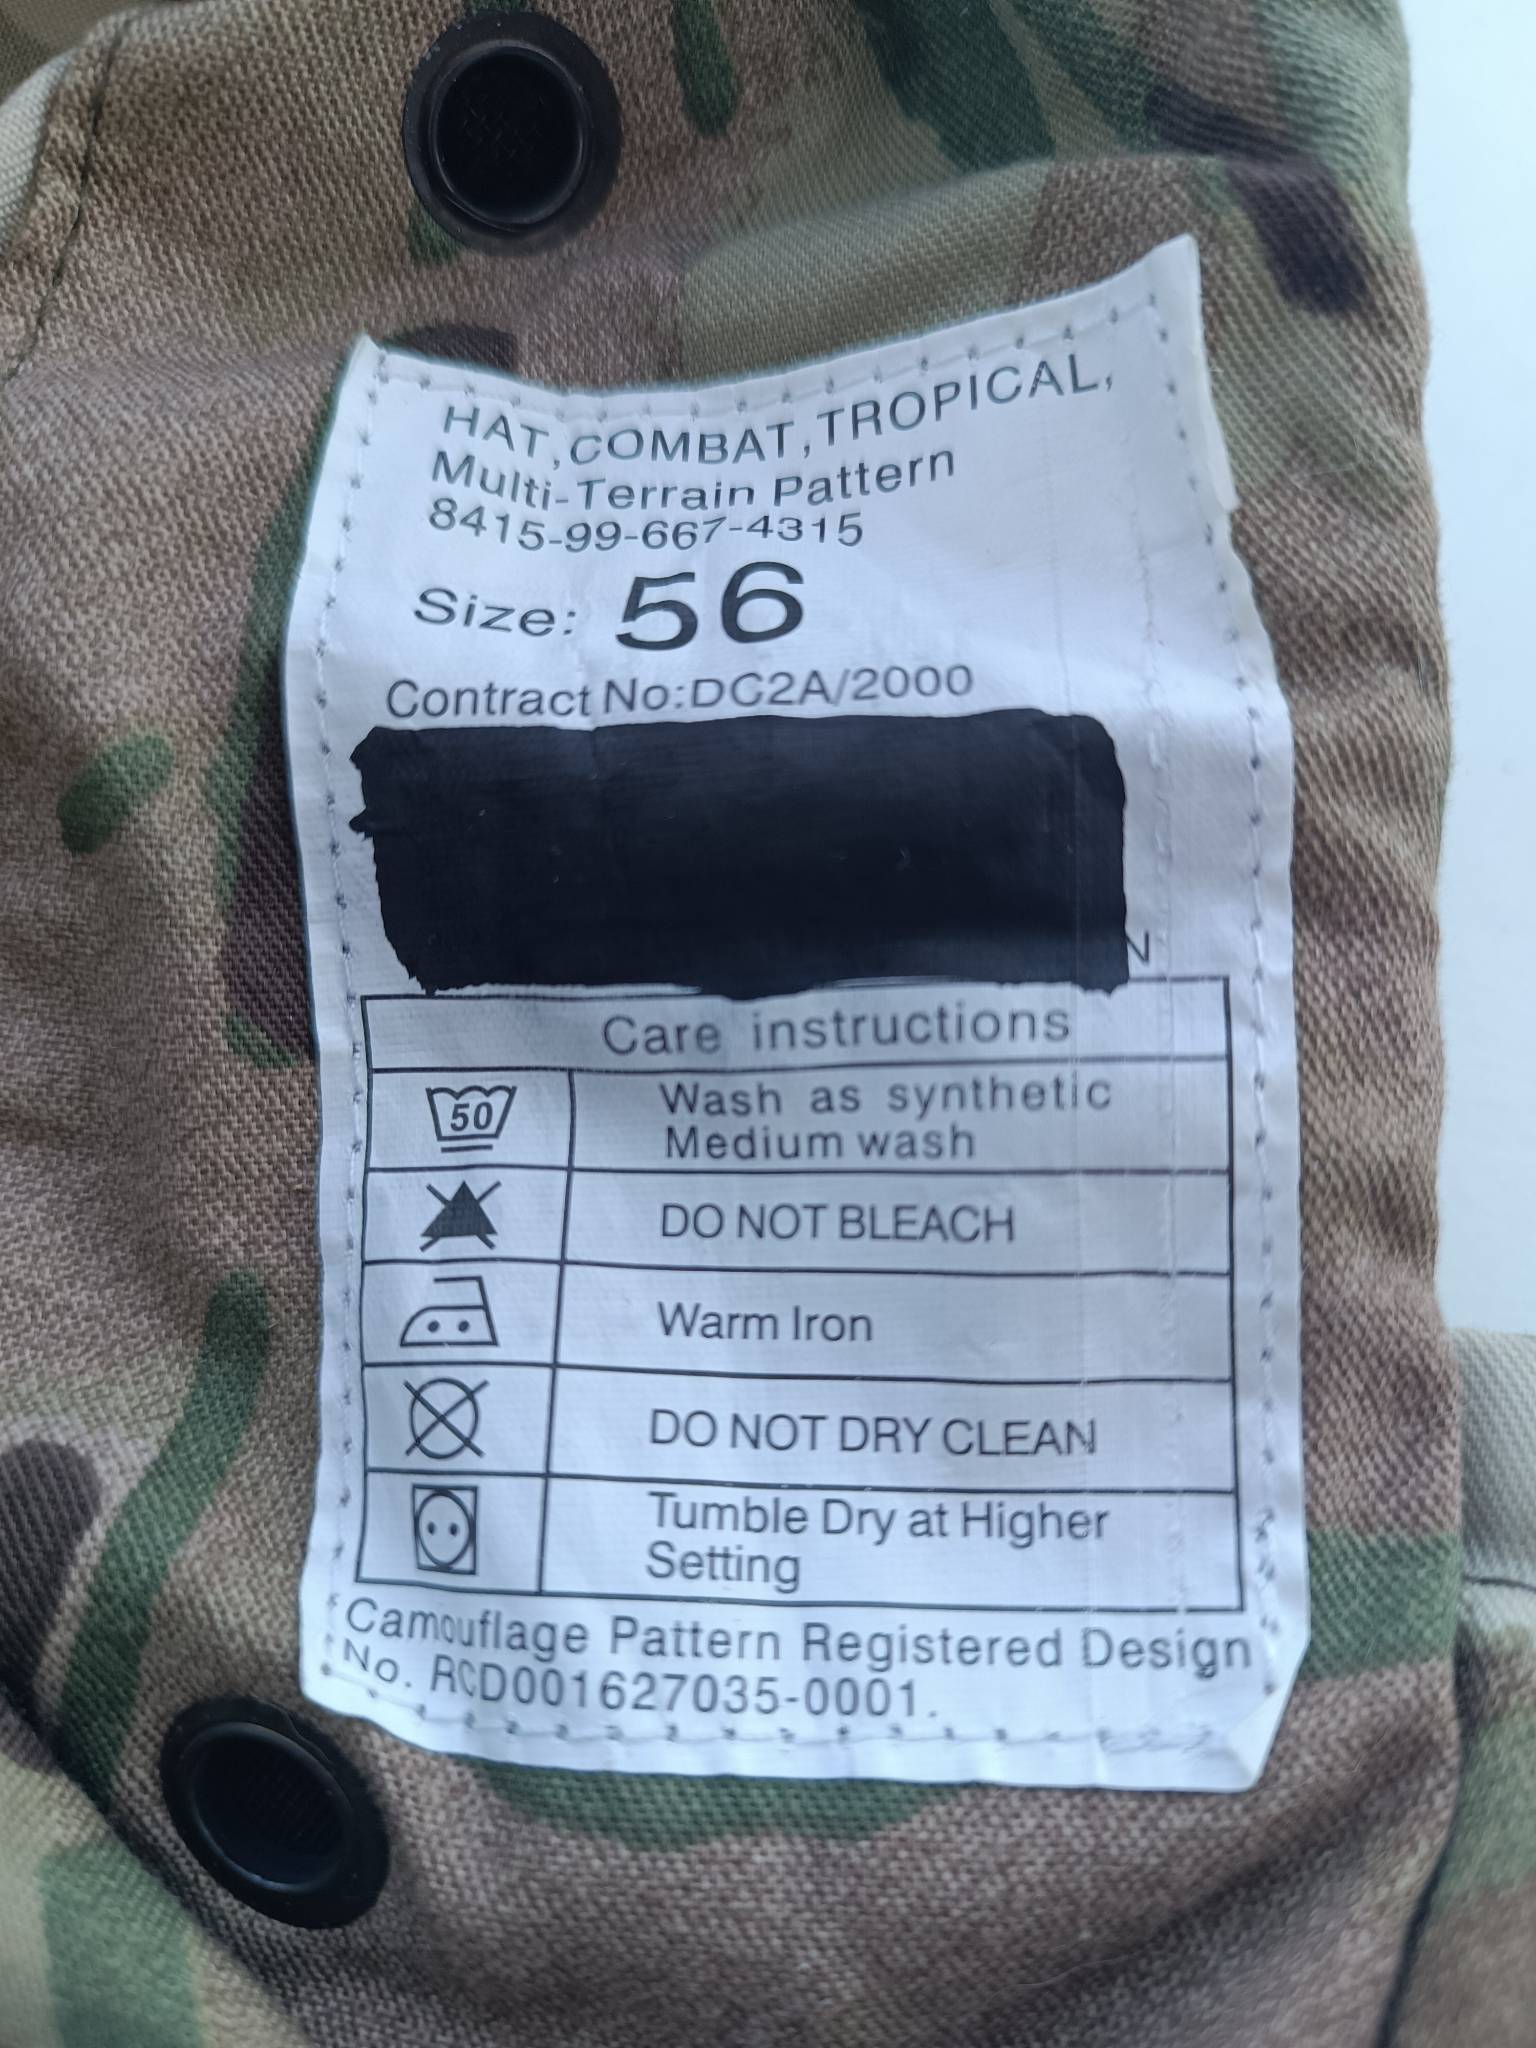 HAT,COMBAT,TROPICAL,
Multi-Terrain Pattern
8415-99-667-4315
Size: 56
Contract No:DC2A/2000
N
Care instructions
50
Wash as synthetic
Medium wash
DO NOT BLEACH
Warm Iron
DO NOT DRY CLEAN
Tumble Dry at Higher
Setting
Camouflage Pattern Registered Design
No. RCD001627035-0001.